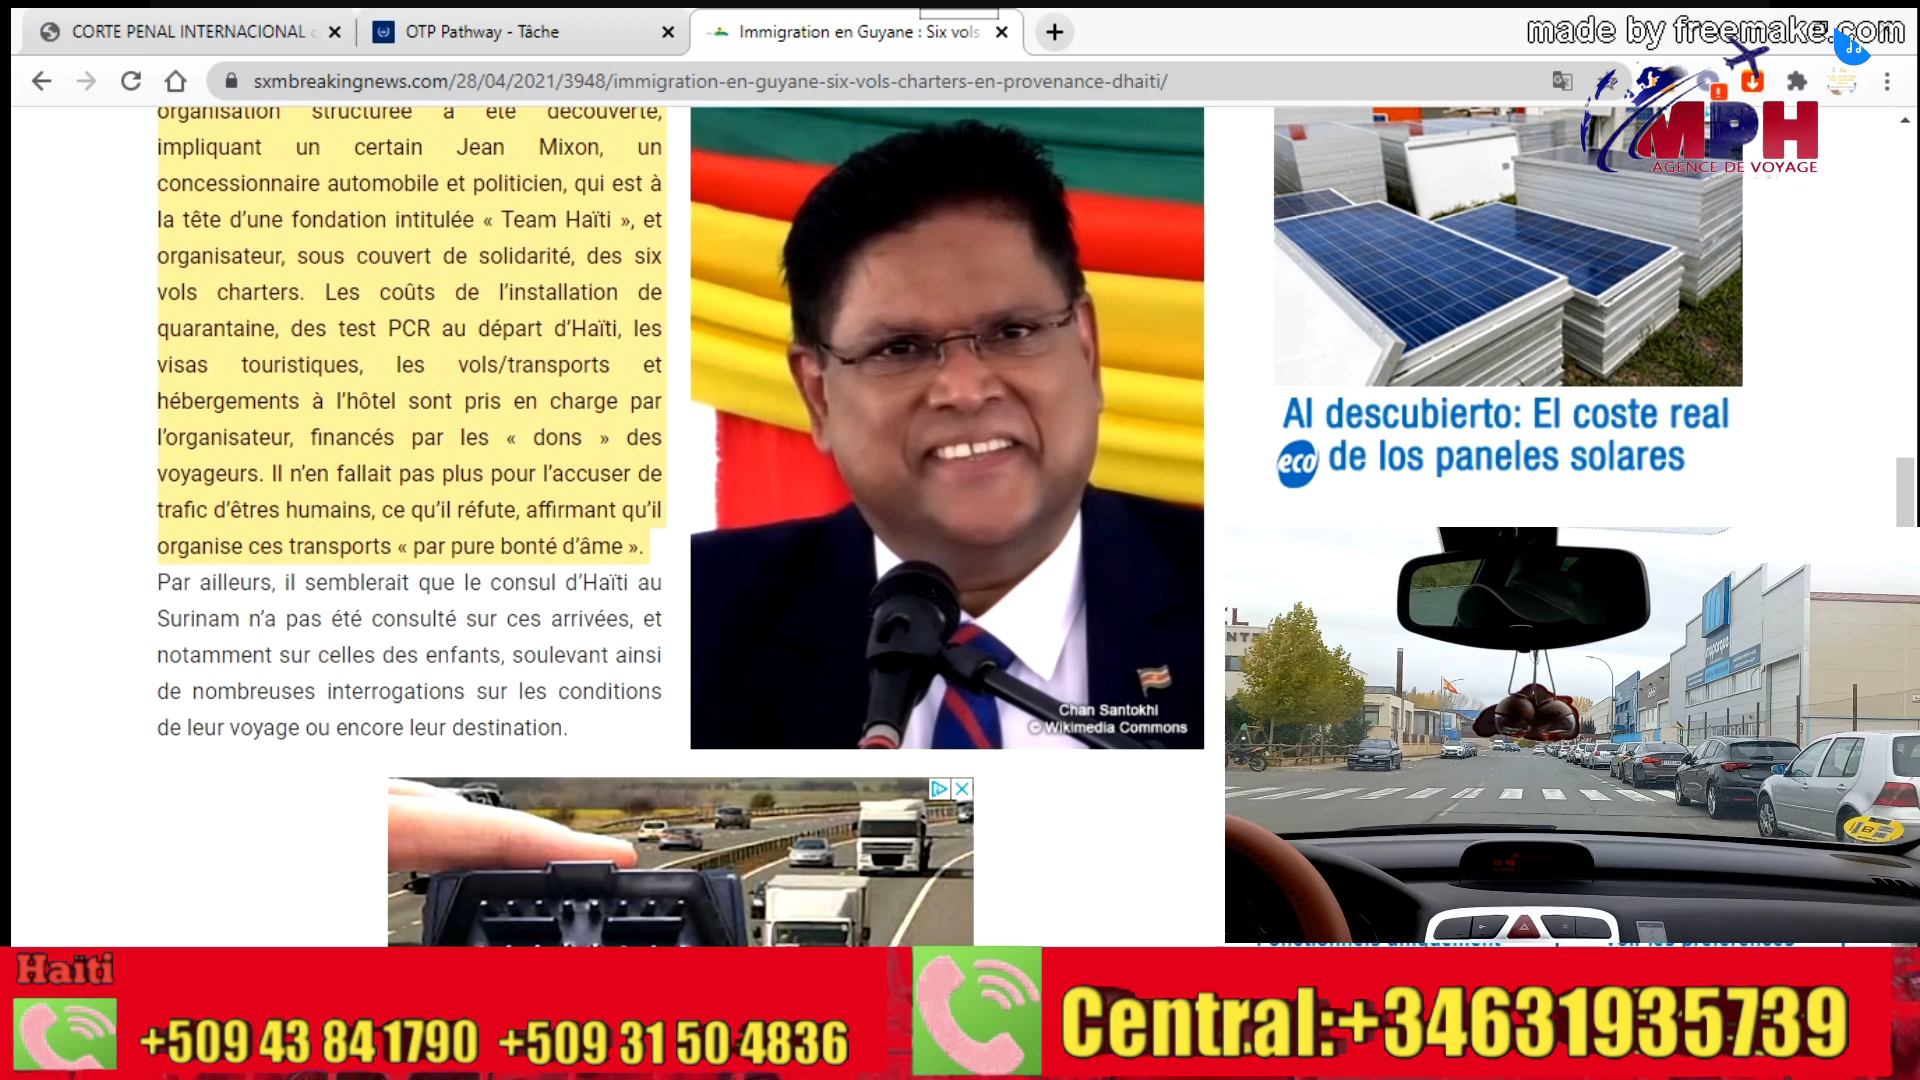 CORTE PENAL INTERNACIONAL
OTP Pathway - Tâche
Immigration en Guyane : Six vols
made by freemake.com
sxmbreakingnews.com/28/04/2021/3948/immigration-en-guyane-six-vols-charters-en-provenance-dhaiti/
MPH
AGENCE DE VOYAGE
organisation structurée a été découverte,
impliquant un certain Jean Mixon, un
concessionnaire automobile et politicien, qui est à
la tête d’une fondation intitulée « Team Haïti », et
organisateur, sous couvert de solidarité, des six
vols charters. Les coûts de l’installation de
quarantaine, des test PCR au départ d’Haïti, les
visas touristiques, les vols/transports et
hébergements à l’hôtel sont pris en charge par
l’organisateur, financés par les « dons » des
voyageurs. Il n’en fallait pas plus pour l’accuser de
trafic d’êtres humains, ce qu’il réfute, affirmant qu’il
organise ces transports « par pure bonté d’âme ».
Par ailleurs, il semblerait que le consul d’Haïti au
Surinam n’a pas été consulté sur ces arrivées, et
notamment sur celles des enfants, soulevant ainsi
de nombreuses interrogations sur les conditions
de leur voyage ou encore leur destination.
Chan Santokhi
© Wikimedia Commons
Al descubierto: El coste real
eco de los paneles solares
Haïti
+509 43 84 1790 +509 31 50 4836
Central:+34631935739